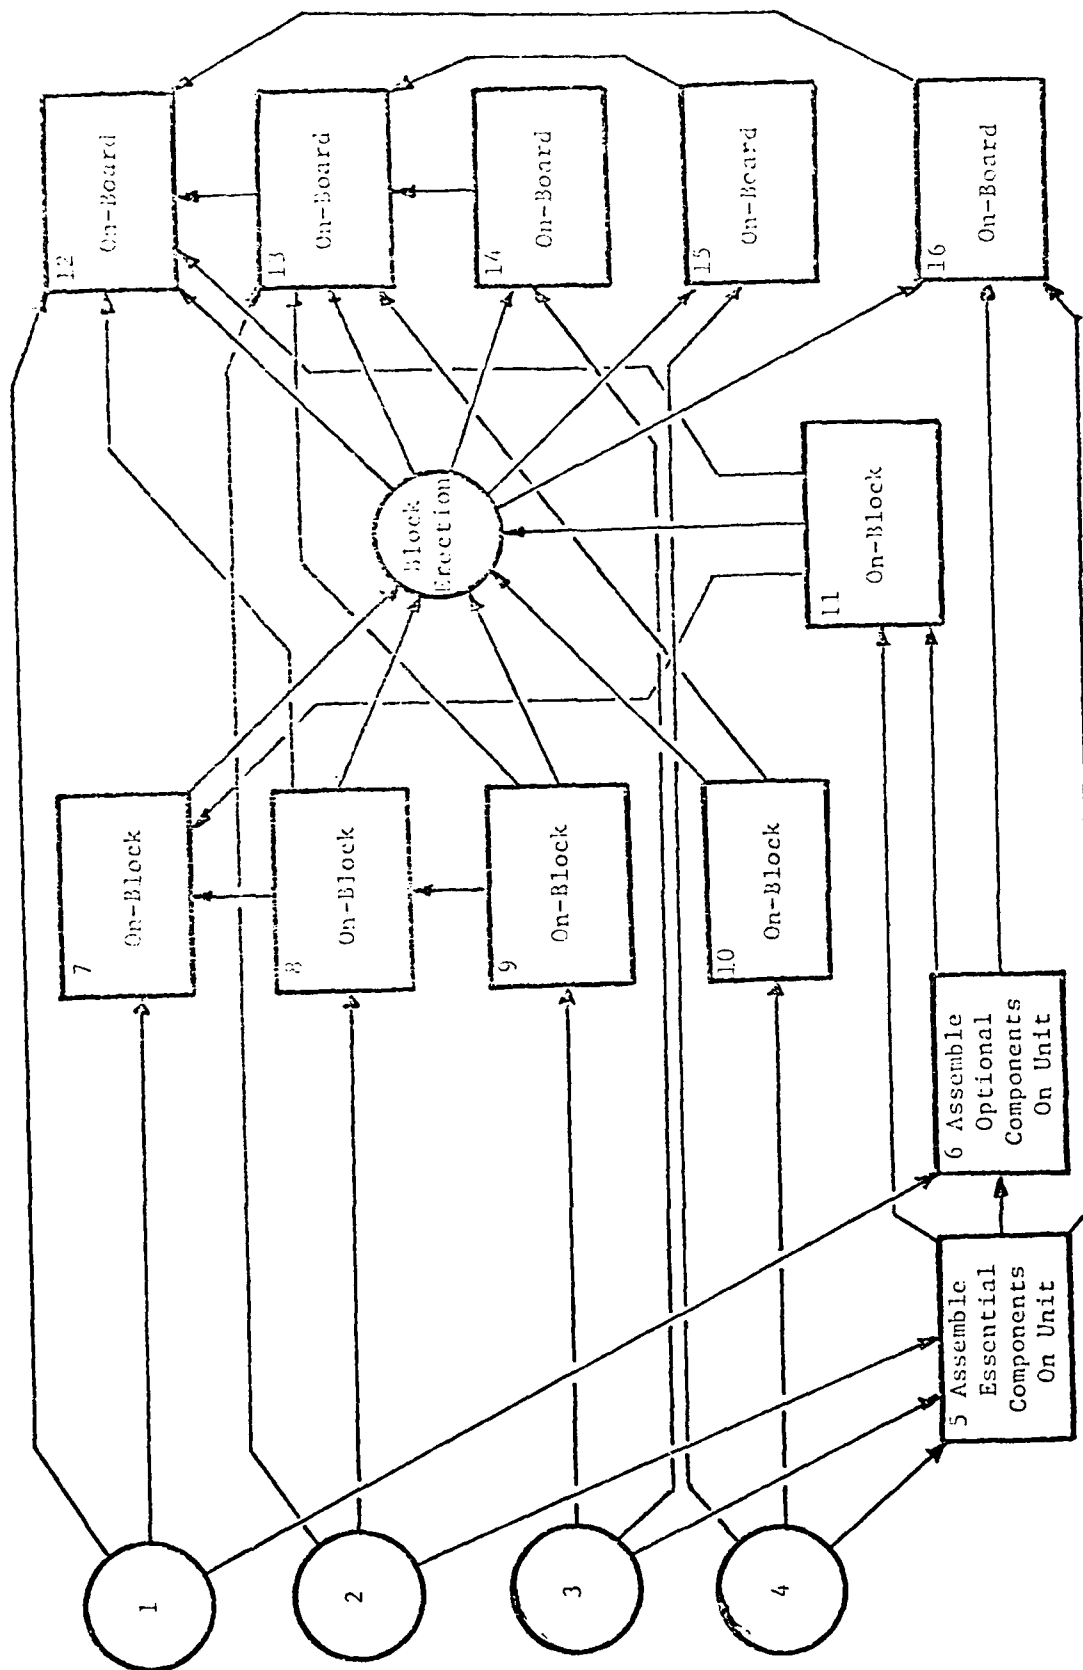 1
2
3
4
5 Assemble
Essential
Components
On Unit
6 Assemble
Optional
Components
On Unit
7
On-Block
8
On-Block
9
On-Block
10
On-Block
11
On-Block
Block
Erection
12
On-Board
13
On-Board
14
On-Board
15
On-Board
16
On-Board